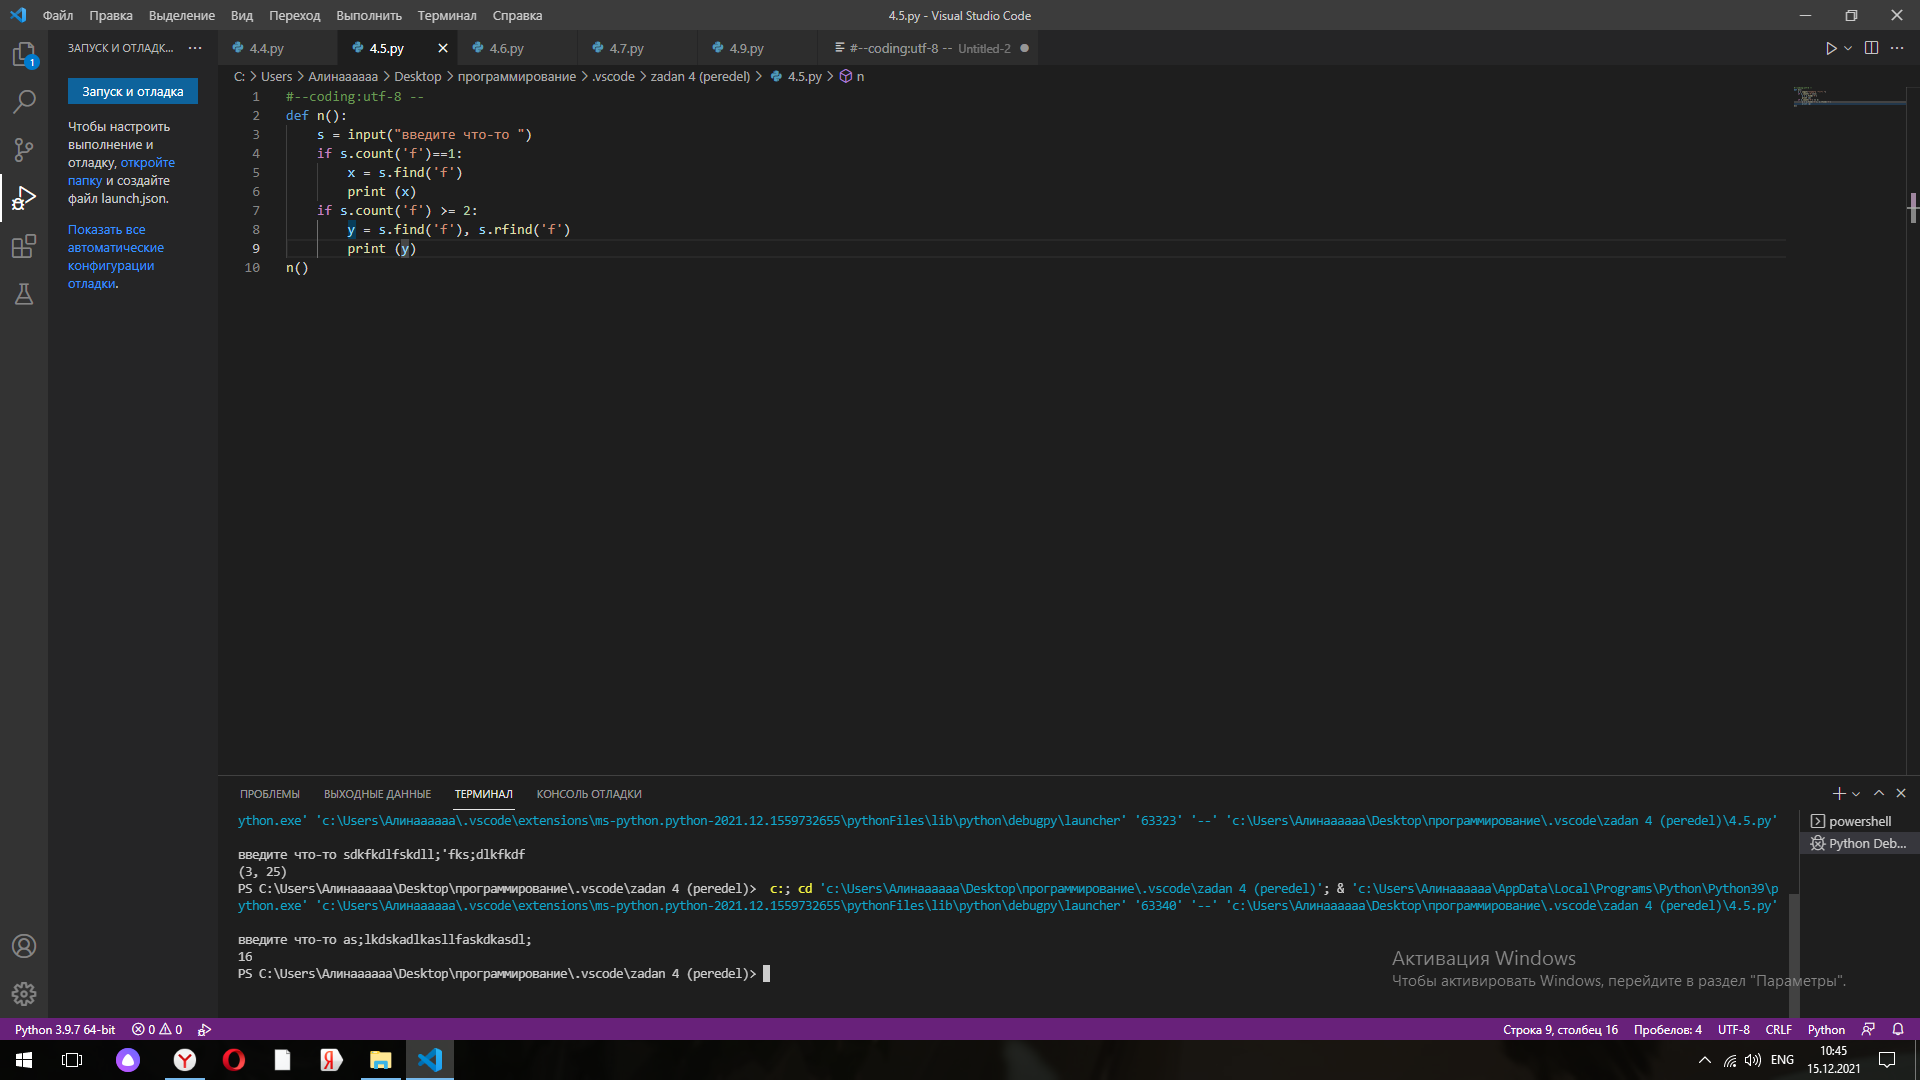 Файл Правка Выделение Вид Переход Выполнить Терминал Справка
4.5.py - Visual Studio Code
ЗАПУСК И ОТЛАДК...
1
Запуск и отладка
Чтобы настроить
выполнение и
отладку, откройте
папку и создайте
файл launch.json.
Показать все
автоматические
конфигурации
отладки.
4.4.py 4.5.py 4.6.py 4.7.py 4.9.py #--coding:utf-8 -- Untitled-2
C: > Users > Алинаааааа > Desktop > программирование > .vscode > zadan 4 (peredel) > 4.5.py > n
1 #--coding:utf-8 --
2 def n():
3 s = input("введите что-то ")
4 if s.count('f')==1:
5 x = s.find('f')
6 print (x)
7 if s.count('f') >= 2:
8 y = s.find('f'), s.rfind('f')
9 print (y)
10 n()
ПРОБЛЕМЫ ВЫХОДНЫЕ ДАННЫЕ ТЕРМИНАЛ КОНСОЛЬ ОТЛАДКИ
ython.exe' 'c:\Users\Алинаааааа\.vscode\extensions\ms-python.python-2021.12.1559732655\pythonFiles\lib\python\debugpy\launcher' '63323' '--' 'c:\Users\Алинаааааа\Desktop\программирование\.vscode\zadan 4 (peredel)\4.5.py'
введите что-то sdkfkdlfskdll;'fks;dlkfkdf
(3, 25)
PS C:\Users\Алинаааааа\Desktop\программирование\.vscode\zadan 4 (peredel)> c:; cd 'c:\Users\Алинаааааа\Desktop\программирование\.vscode\zadan 4 (peredel)'; & 'c:\Users\Алинаааааа\AppData\Local\Programs\Python\Python39\p
ython.exe' 'c:\Users\Алинаааааа\.vscode\extensions\ms-python.python-2021.12.1559732655\pythonFiles\lib\python\debugpy\launcher' '63340' '--' 'c:\Users\Алинаааааа\Desktop\программирование\.vscode\zadan 4 (peredel)\4.5.py'
введите что-то as;lkdskadlkasllfaskdkasdl;
16
PS C:\Users\Алинаааааа\Desktop\программирование\.vscode\zadan 4 (peredel)>
powershell
Python Deb...
Активация Windows
Чтобы активировать Windows, перейдите в раздел "Параметры".
Python 3.9.7 64-bit 0 0
Строка 9, столбец 16 Пробелов: 4 UTF-8 CRLF Python
ENG
10:45
15.12.2021